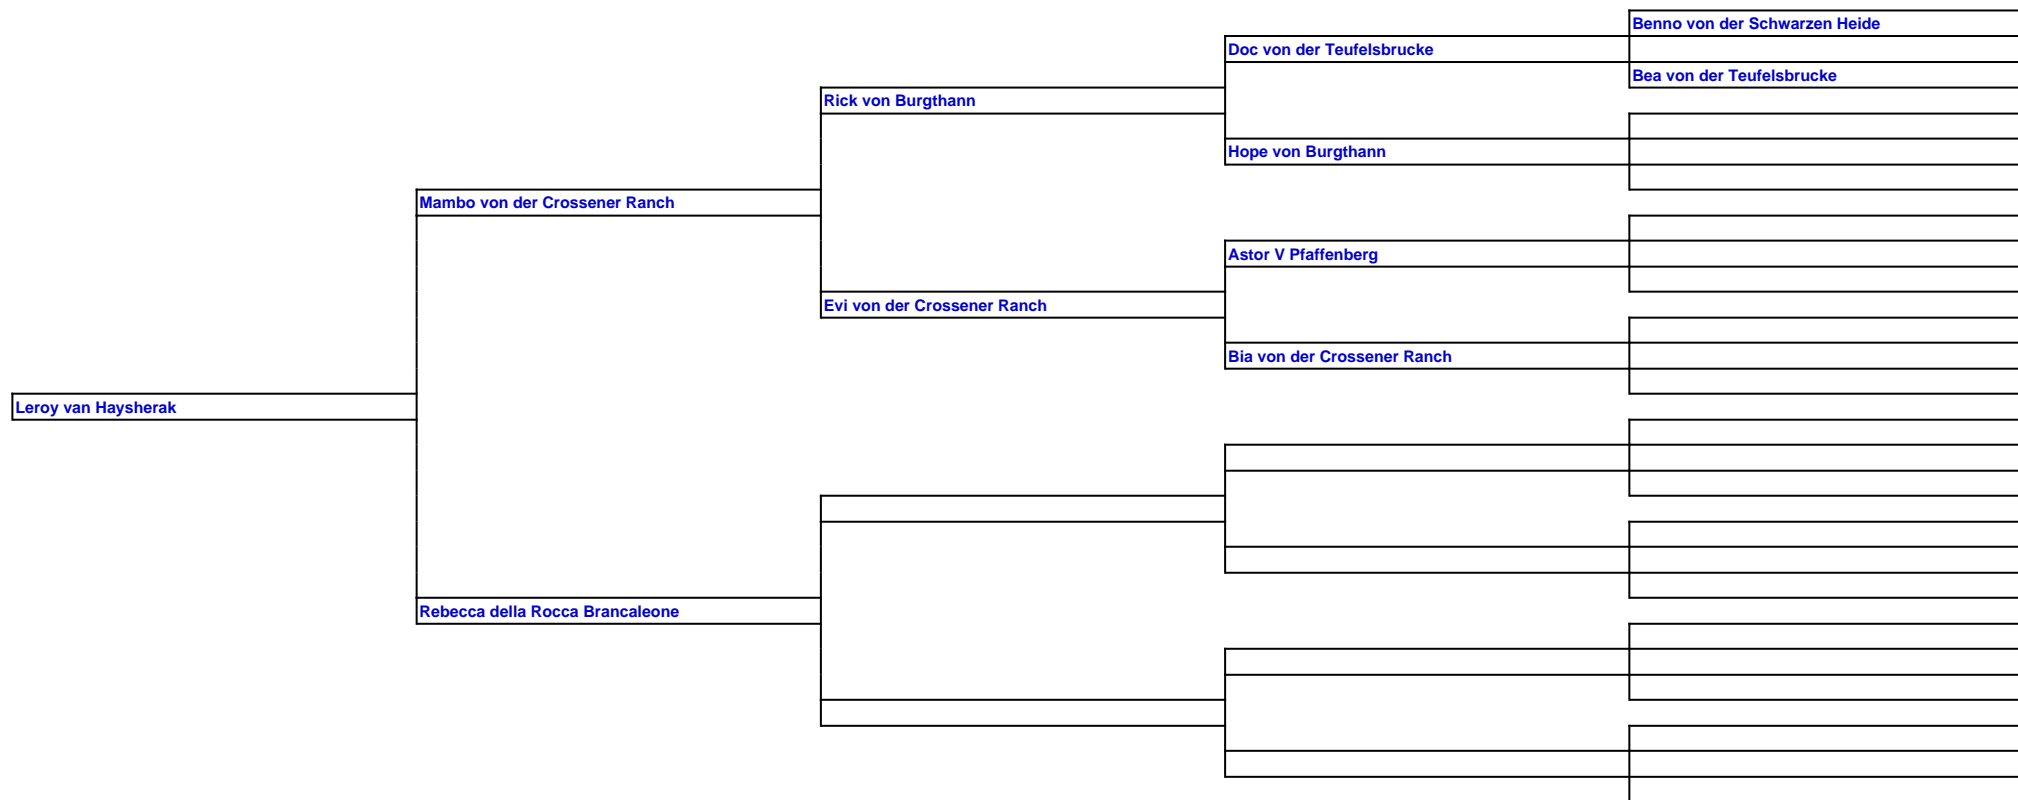 Benno von der Schwarzen Heide
Doc von der Teufelsbrucke
Bea von der Teufelsbrucke
Rick von Burgthann
Hope von Burgthann
Mambo von der Crossener Ranch
Astor V Pfaffenberg
Evi von der Crossener Ranch
Bia von der Crossener Ranch
Leroy van Haysherak
Rebecca della Rocca Brancaleone